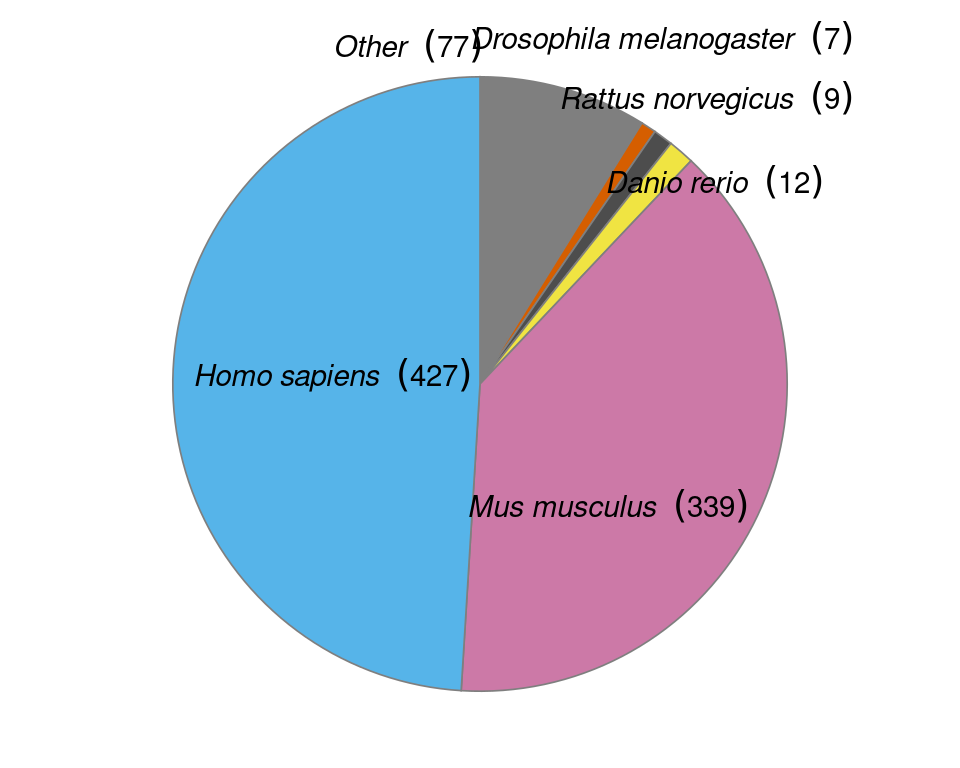 Other (77)
Drosophila melanogaster (7)
Rattus norvegicus (9)
Danio rerio (12)
Homo sapiens (427)
Mus musculus (339)